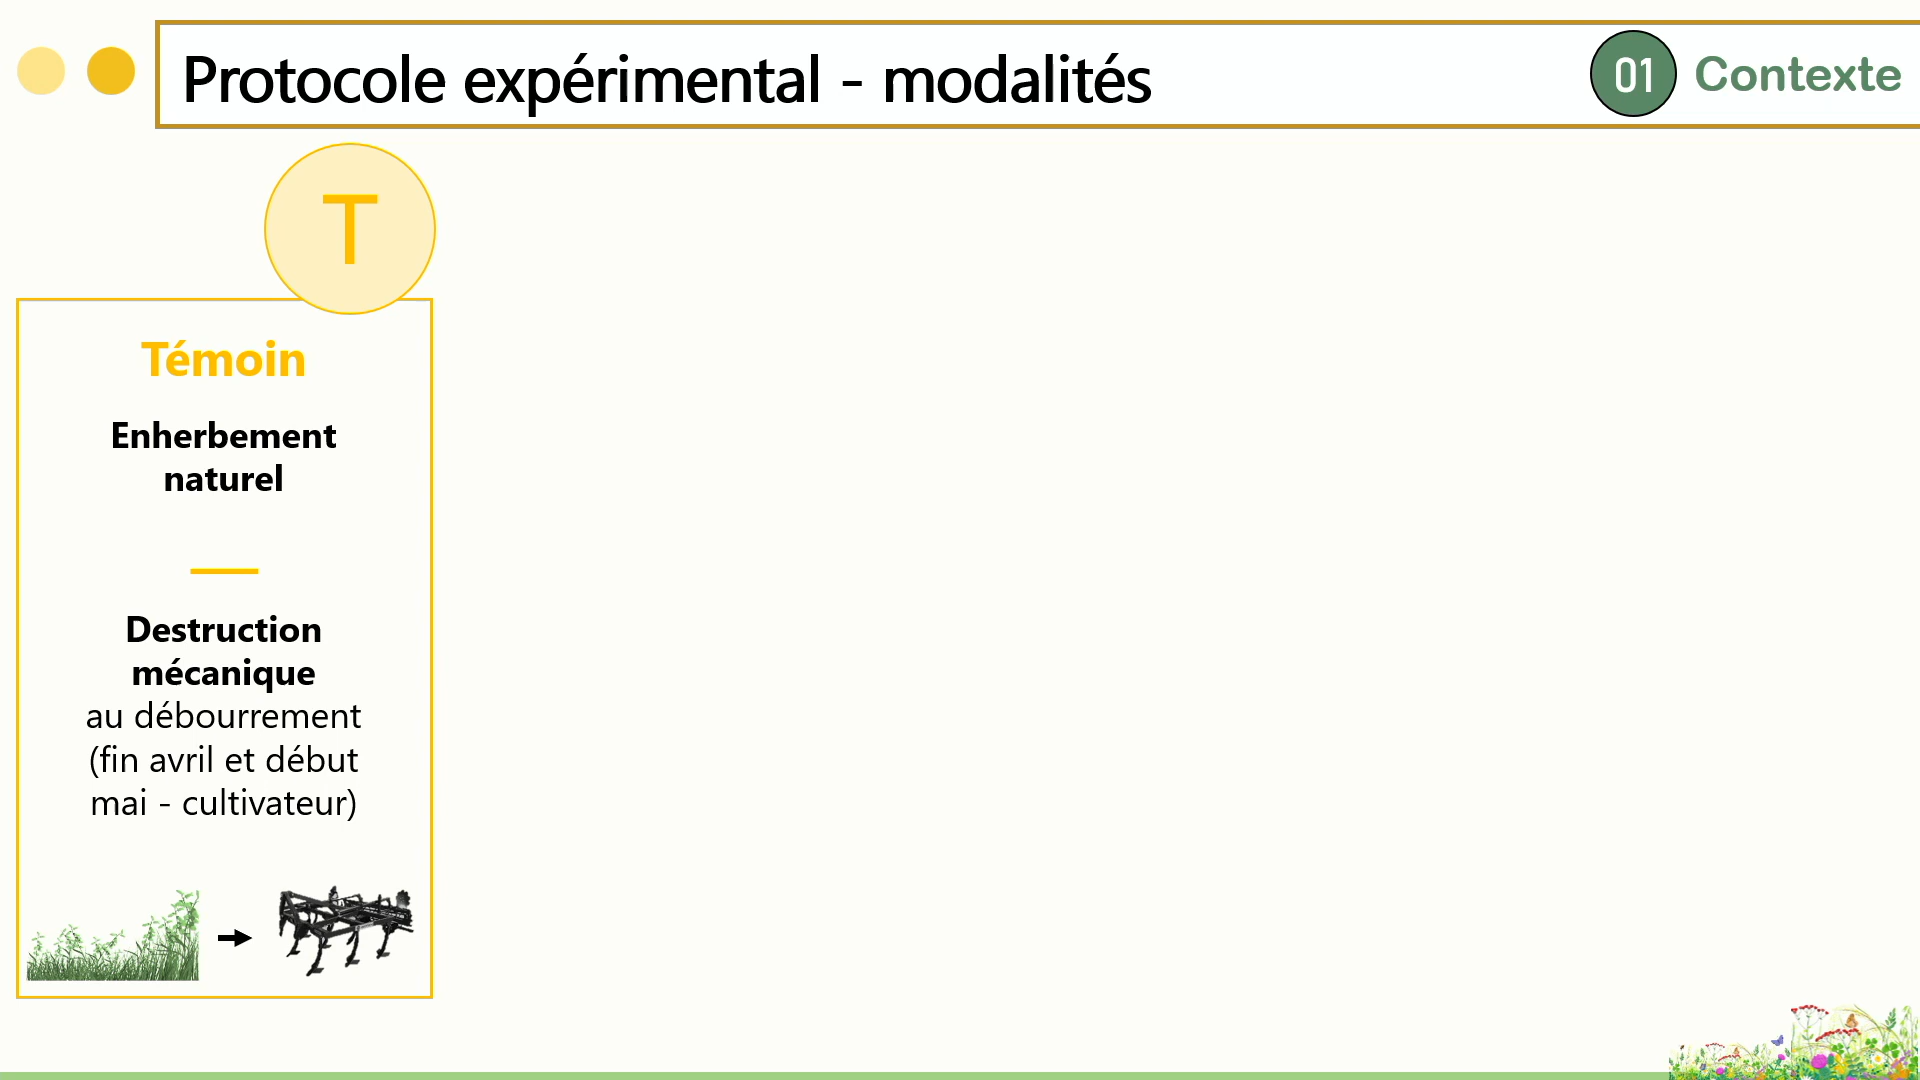 Protocole expérimental - modalités
01 Contexte
T
Témoin
Enherbement
naturel
Destruction
mécanique
au débourrement
(fin avril et début
mai - cultivateur)